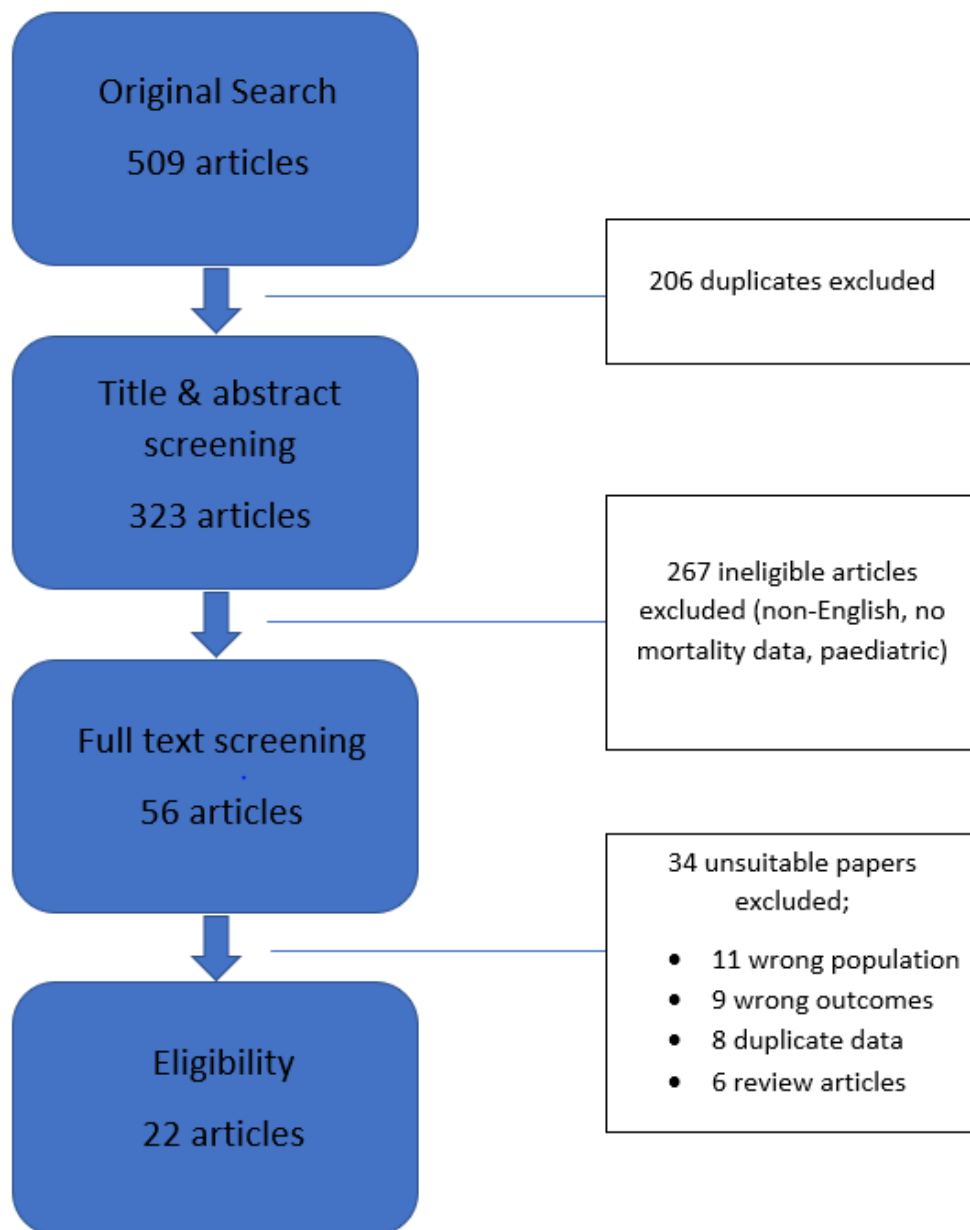 Original Search
509 articles
206 duplicates excluded
Title & abstract
screening
323 articles
267 ineligible articles
excluded (non-English, no
mortality data, paediatric)
Full text screening
56 articles
34 unsuitable papers
excluded;
• 11 wrong population
• 9 wrong outcomes
• 8 duplicate data
• 6 review articles
Eligibility
22 articles